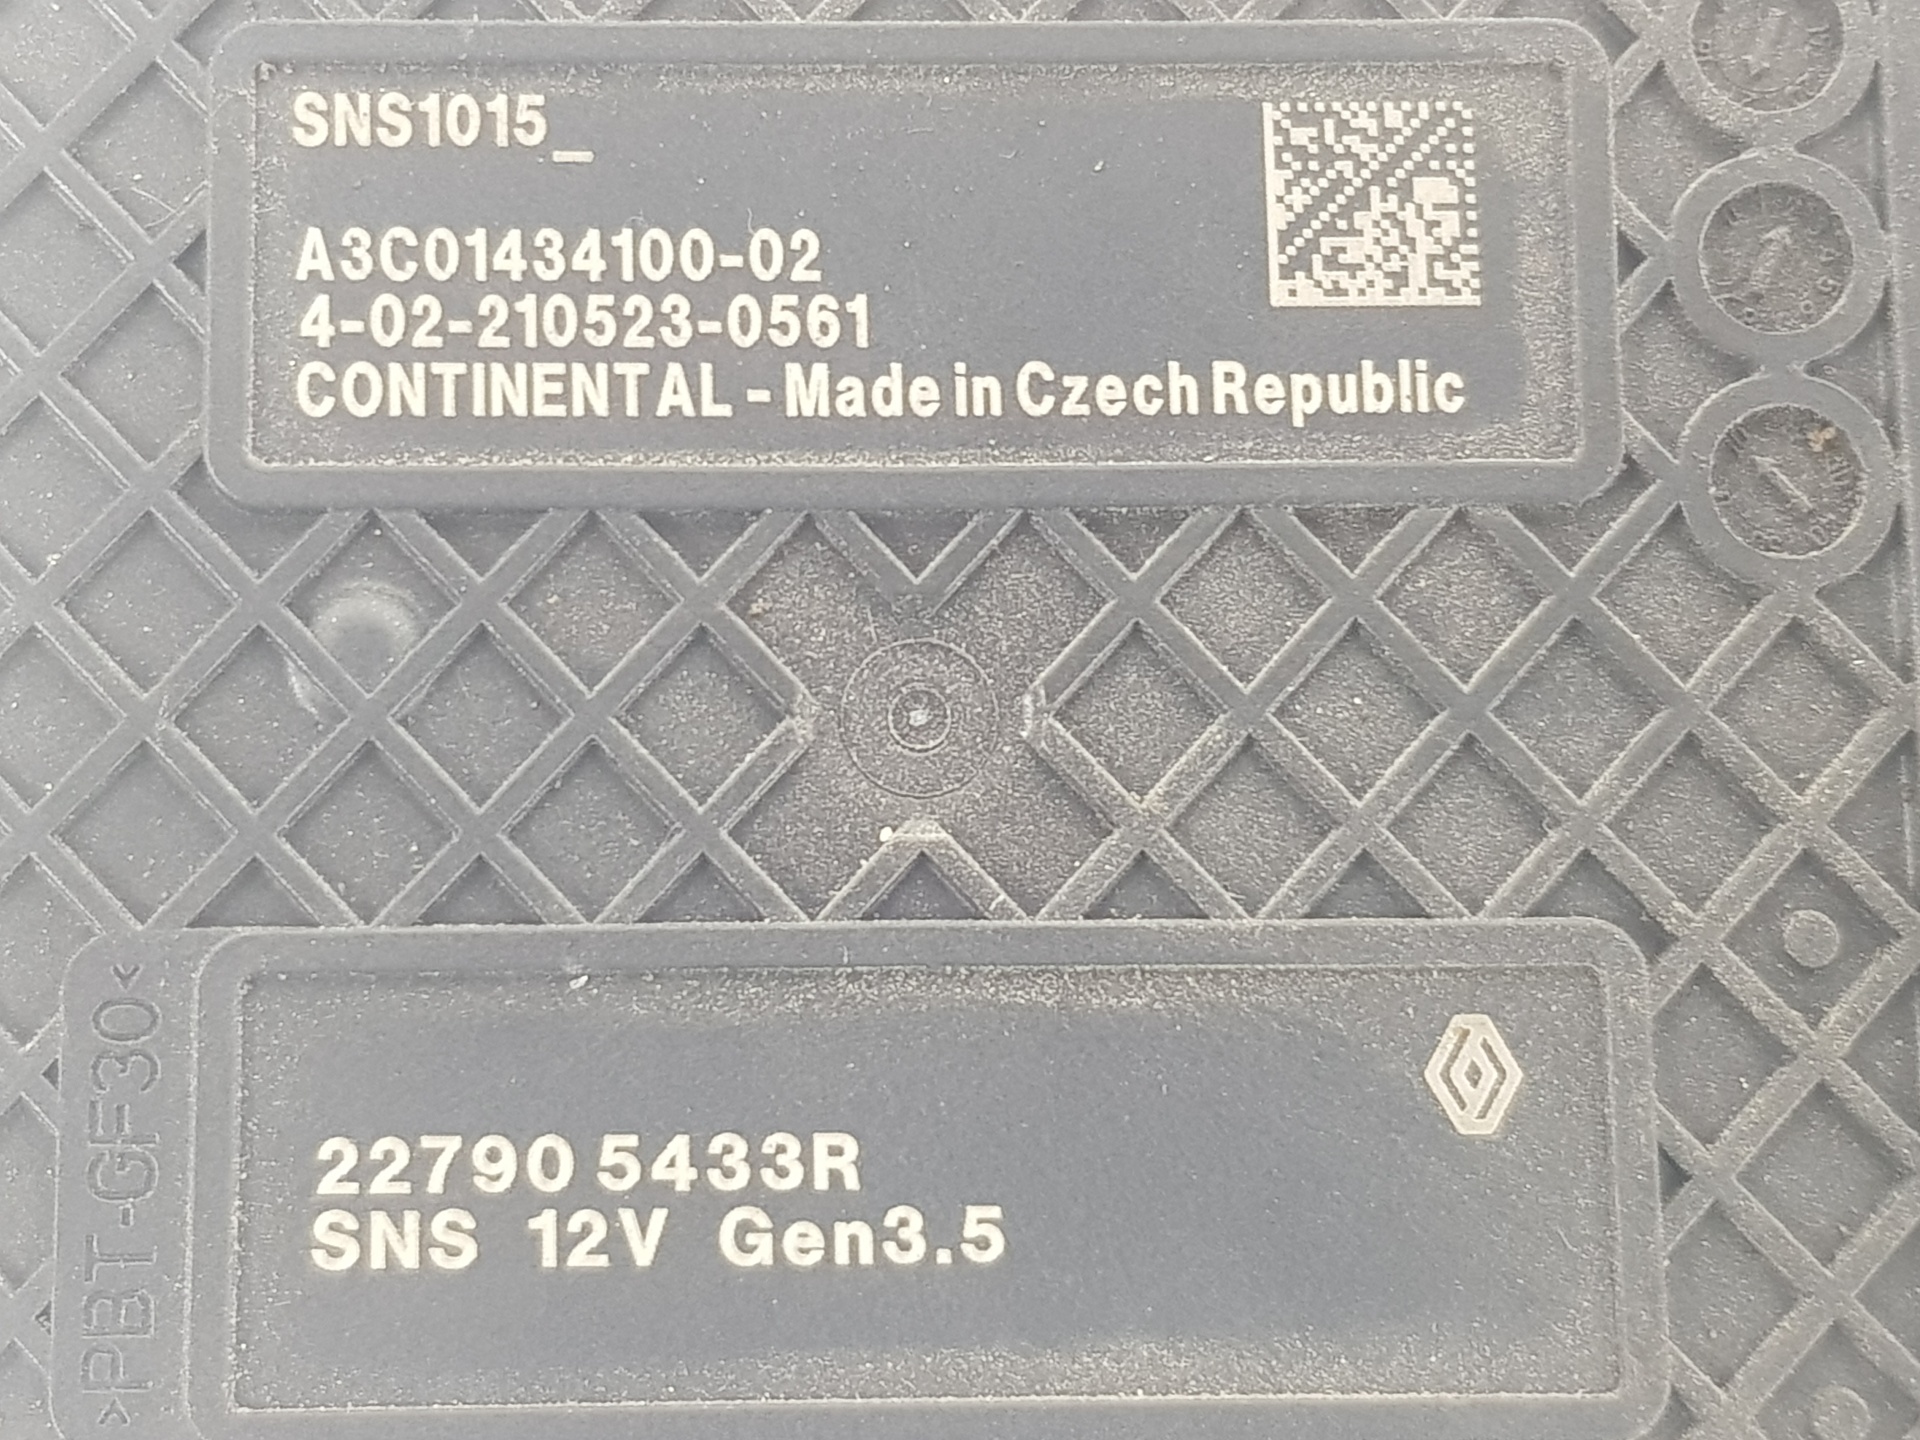 SNS1015_
A3C01434100-02
4-02-210523-0561
CONTINENTAL - Made in Czech Republic
>PBT-GF30<
22790 5433R
SNS 12V Gen3.5